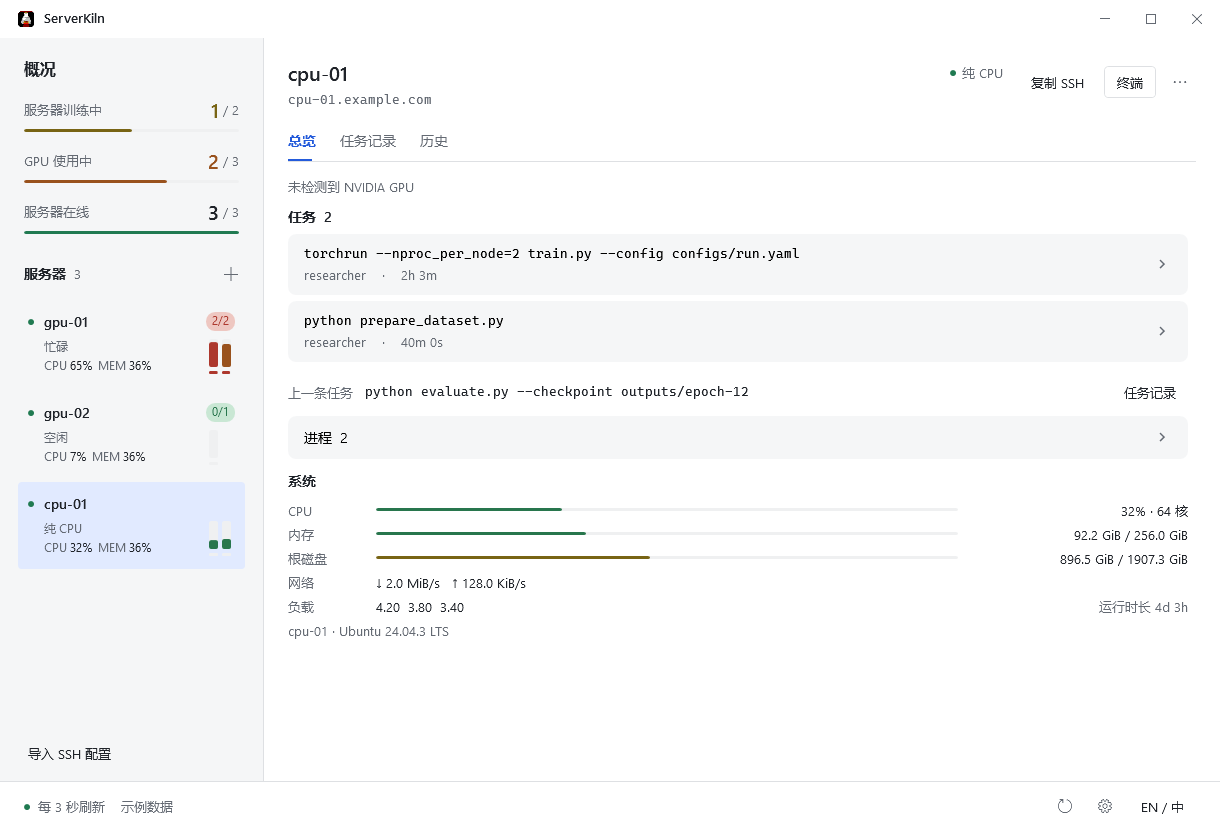 ServerKiln
概况
服务器训练中 1 / 2
GPU 使用中 2 / 3
服务器在线 3 / 3
服务器 3
gpu-01 2/2
忙碌
CPU 65% MEM 36%
gpu-02 0/1
空闲
CPU 7% MEM 36%
cpu-01
纯 CPU
CPU 32% MEM 36%
导入 SSH 配置
cpu-01
cpu-01.example.com
纯 CPU 复制 SSH 终端 ···
总览 任务记录 历史
未检测到 NVIDIA GPU
任务 2
torchrun --nproc_per_node=2 train.py --config configs/run.yaml
researcher · 2h 3m
python prepare_dataset.py
researcher · 40m 0s
上一条任务 python evaluate.py --checkpoint outputs/epoch-12 任务记录
进程 2
系统
CPU 32% · 64 核
内存 92.2 GiB / 256.0 GiB
根磁盘 896.5 GiB / 1907.3 GiB
网络 ↓ 2.0 MiB/s ↑ 128.0 KiB/s
负载 4.20 3.80 3.40 运行时长 4d 3h
cpu-01 · Ubuntu 24.04.3 LTS
每 3 秒刷新 示例数据 EN / 中